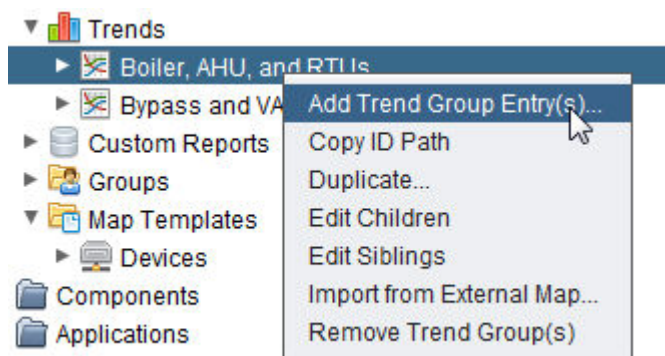 Trends
Boiler, AHU, and RTUs
Bypass and VA
Custom Reports
Groups
Map Templates
Devices
Components
Applications
Add Trend Group Entry(s)...
Copy ID Path
Duplicate...
Edit Children
Edit Siblings
Import from External Map...
Remove Trend Group(s)